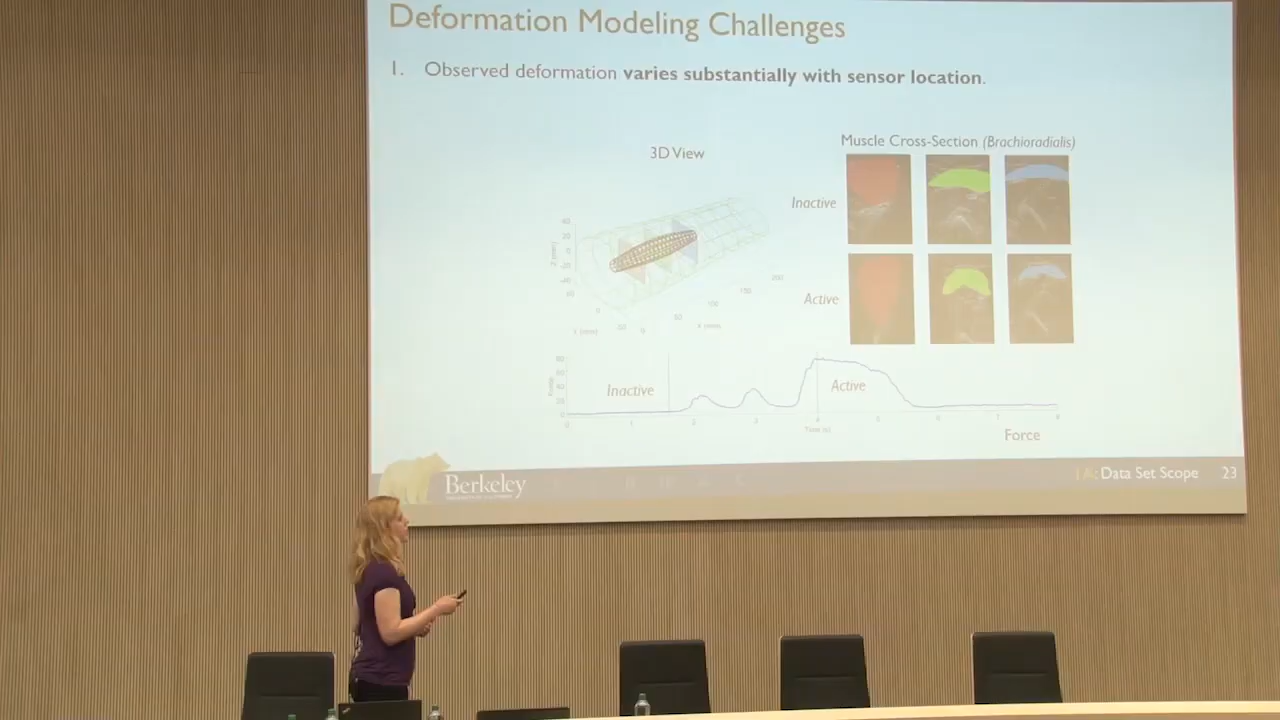 Deformation Modeling Challenges
1. Observed deformation varies substantially with sensor location.
Muscle Cross-Section (Brachioradialis)
3D View
Inactive
Active
Inactive
Active
Time (s)
Force
Berkeley
1A: Data Set Scope 23